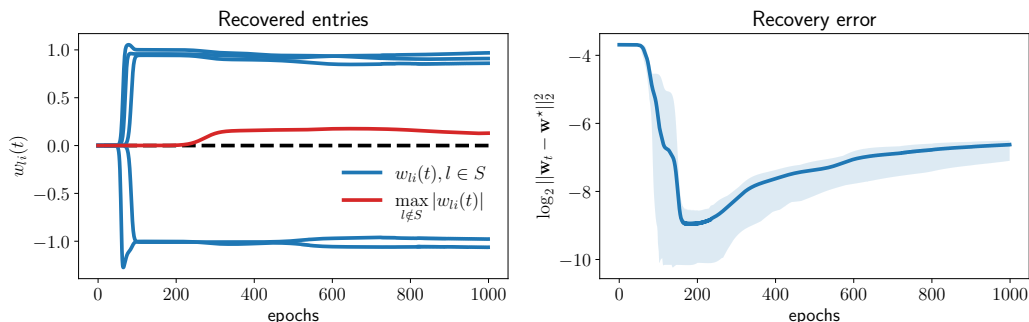 Recovered entries
1.0
0.5
0.0
−0.5
−1.0
w_{li}(t)
w_{li}(t), l ∈ S
max_{l∉S} |w_{li}(t)|
0 200 400 600 800 1000
epochs
Recovery error
−4
−6
−8
−10
log_2 ||w_t − w^⋆||_2^2
0 200 400 600 800 1000
epochs